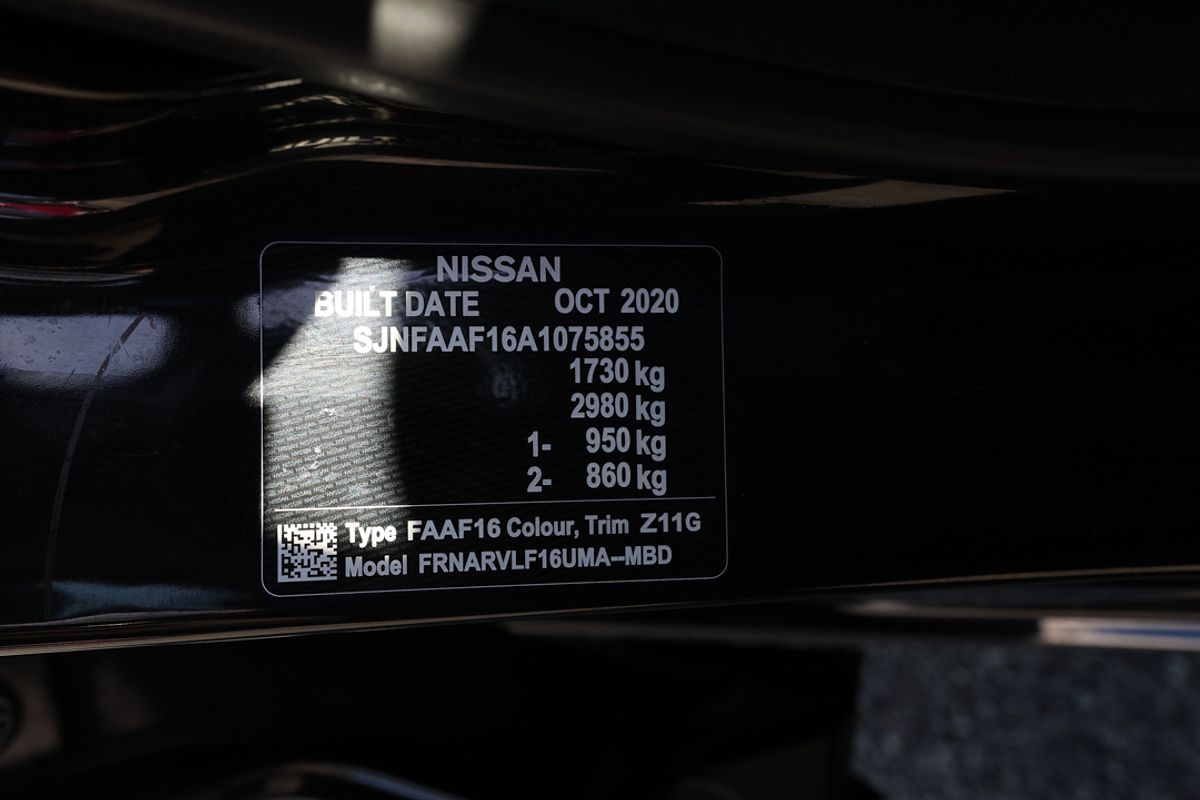 NISSAN
BUILT DATE OCT 2020
SJNFAAF16A1075855
1730 kg
2980 kg
1- 950 kg
2- 860 kg
Type FAAF16 Colour, Trim Z11G
Model FRNARVLF16UMA--MBD